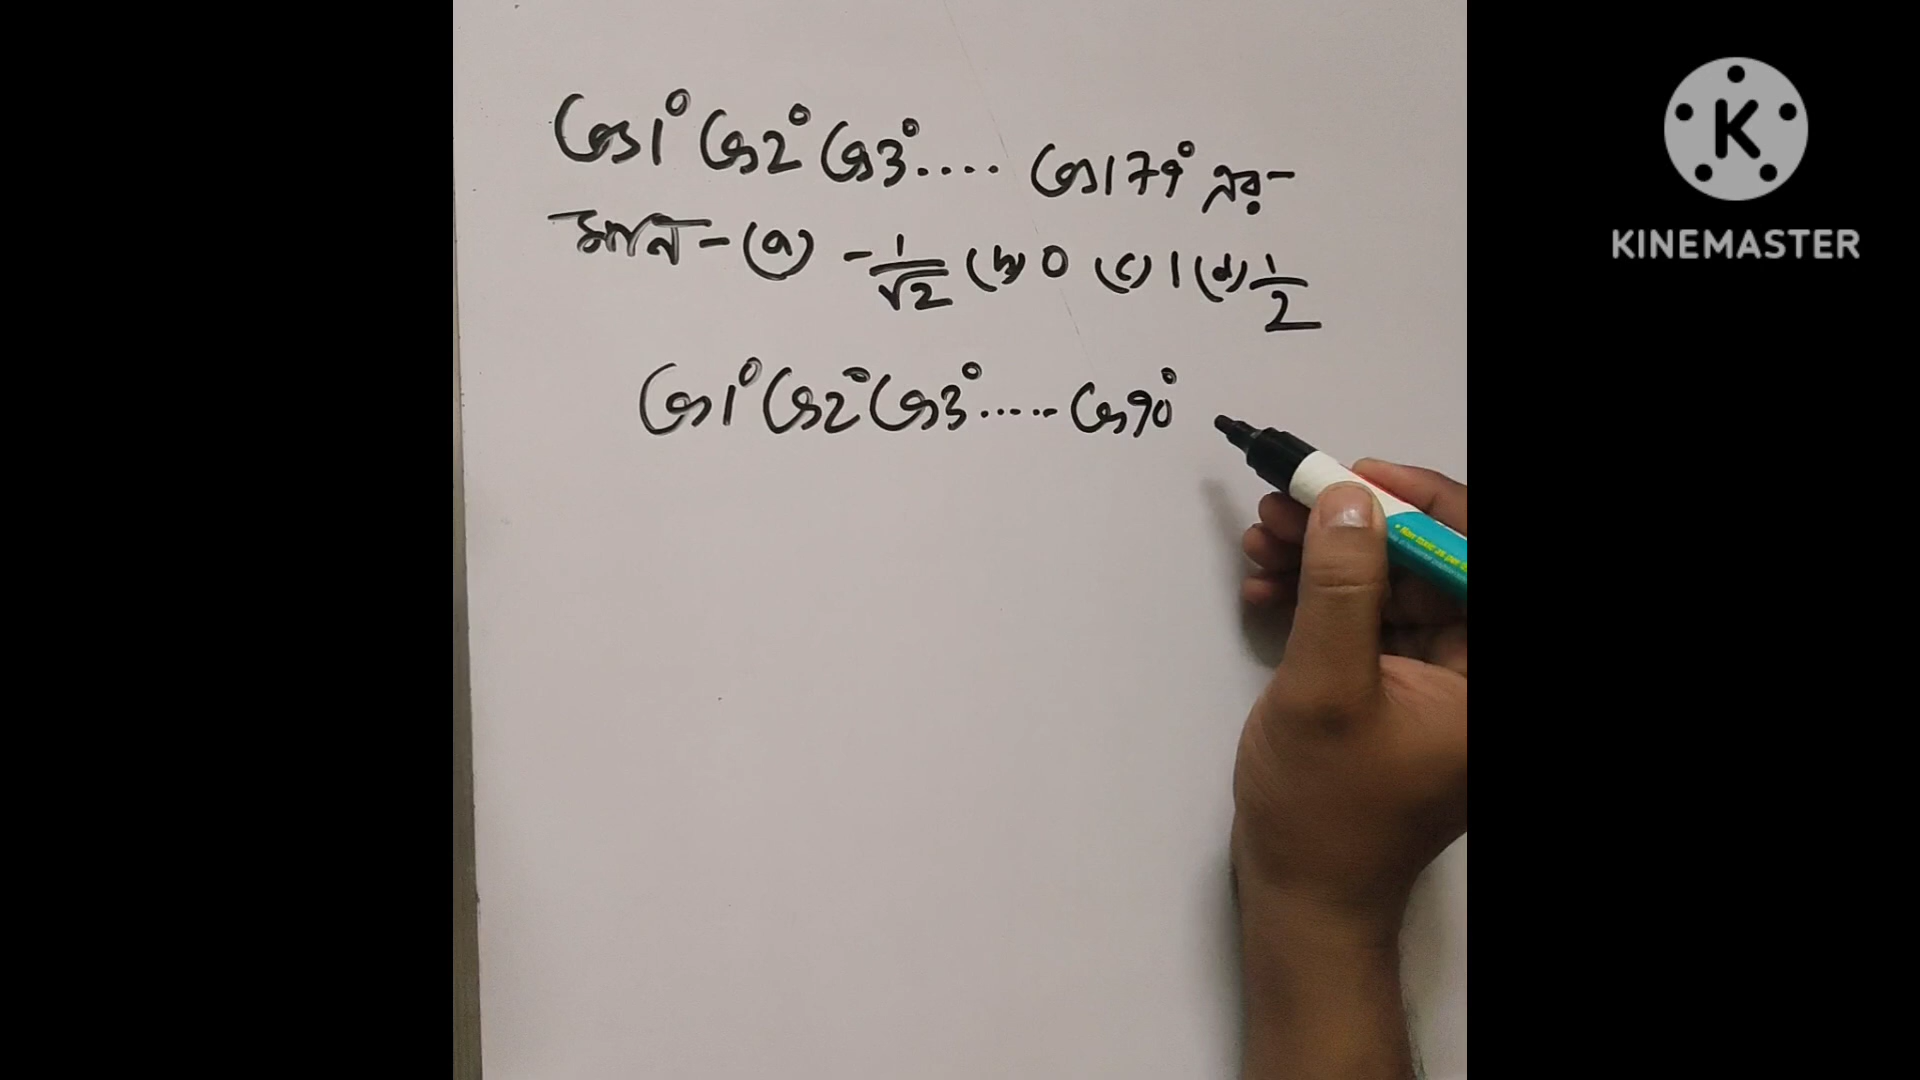 cos1° cos2° cos3°.... cos179° এর-
মান - (a) -1/√2 (b) 0 (c) 1 (d) 1/2
cos1° cos2° cos3°..... cos90°
K
KINEMASTER